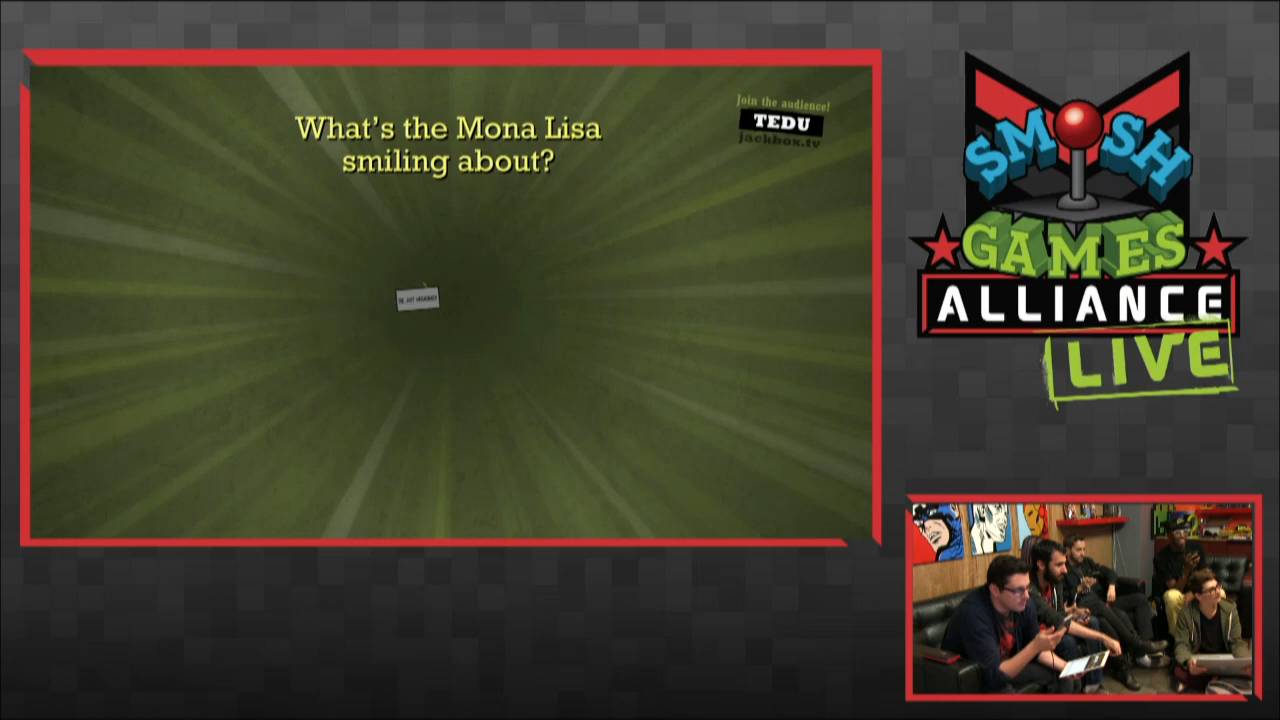 What's the Mona Lisa
smiling about?
Join the audience!
TEDU
jackbox.tv
SMOSH
GAMES
ALLIANCE
LIVE